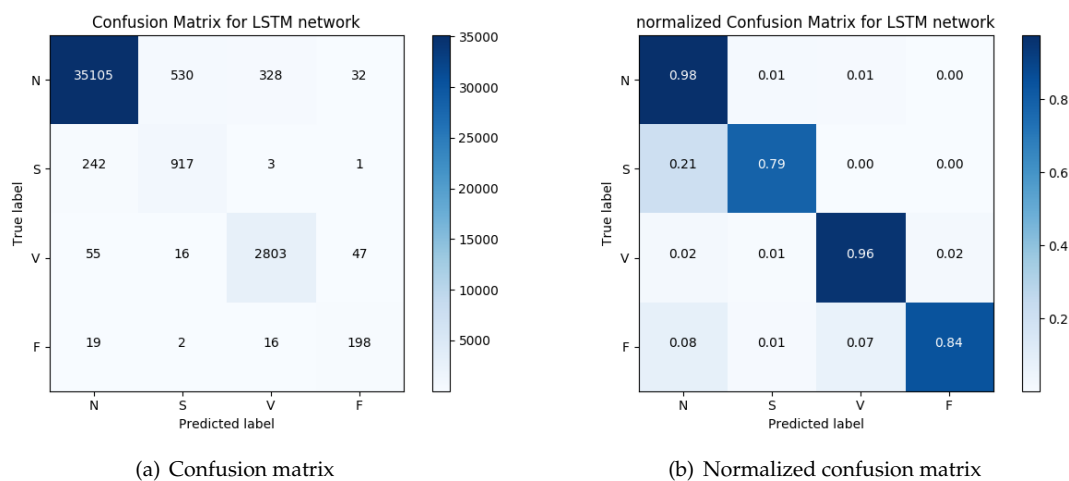 Confusion Matrix for LSTM network
N 35105 530 328 32
S 242 917 3 1
V 55 16 2803 47
F 19 2 16 198
N S V F
True label
Predicted label
35000
30000
25000
20000
15000
10000
5000
(a) Confusion matrix
normalized Confusion Matrix for LSTM network
N 0.98 0.01 0.01 0.00
S 0.21 0.79 0.00 0.00
V 0.02 0.01 0.96 0.02
F 0.08 0.01 0.07 0.84
N S V F
True label
Predicted label
0.8
0.6
0.4
0.2
(b) Normalized confusion matrix